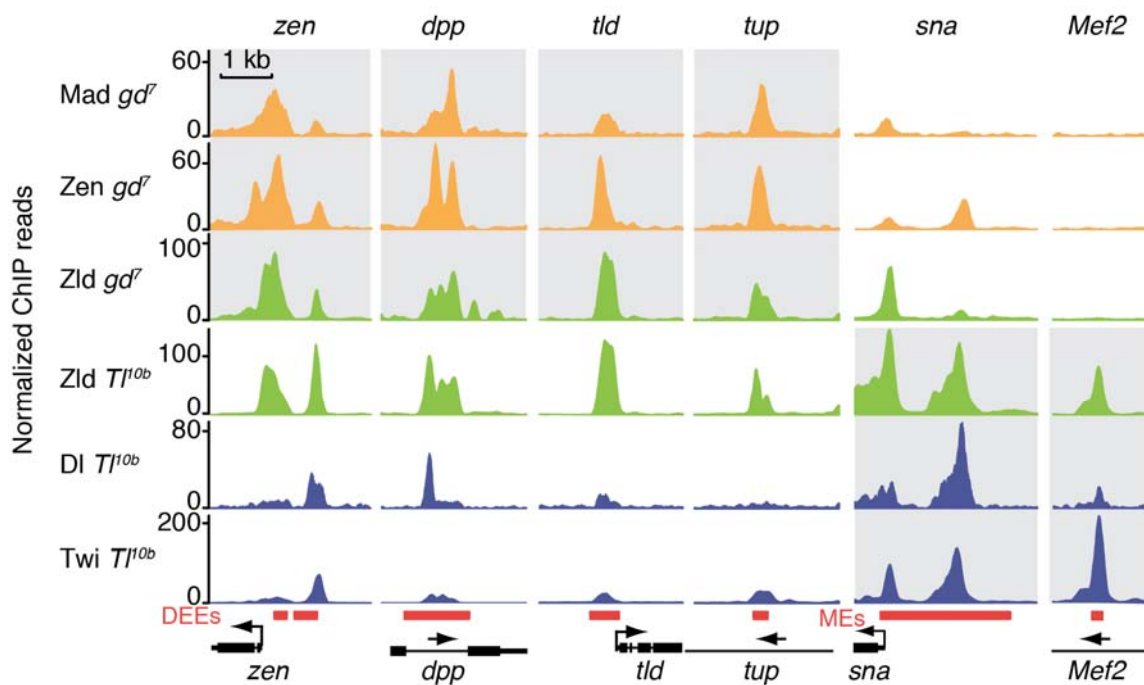 zen dpp tld tup sna Mef2
1 kb
Normalized ChIP reads
Mad gd⁷ 60 0
Zen gd⁷ 60 0
Zld gd⁷ 100 0
Zld Tl¹⁰ᵇ 100 0
Dl Tl¹⁰ᵇ 80 0
Twi Tl¹⁰ᵇ 200 0
DEEs MEs
zen dpp tld tup sna Mef2